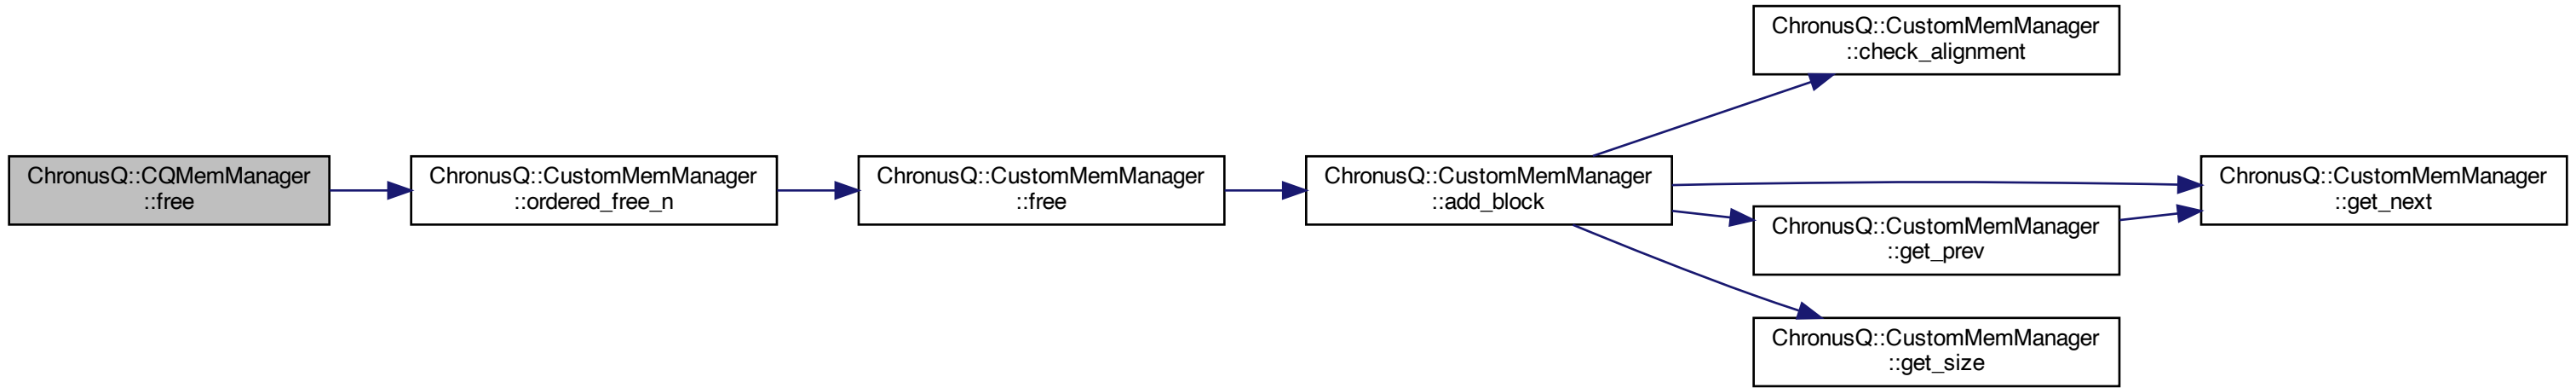 ChronusQ::CQMemManager
::free
ChronusQ::CustomMemManager
::ordered_free_n
ChronusQ::CustomMemManager
::free
ChronusQ::CustomMemManager
::add_block
ChronusQ::CustomMemManager
::check_alignment
ChronusQ::CustomMemManager
::get_next
ChronusQ::CustomMemManager
::get_prev
ChronusQ::CustomMemManager
::get_size